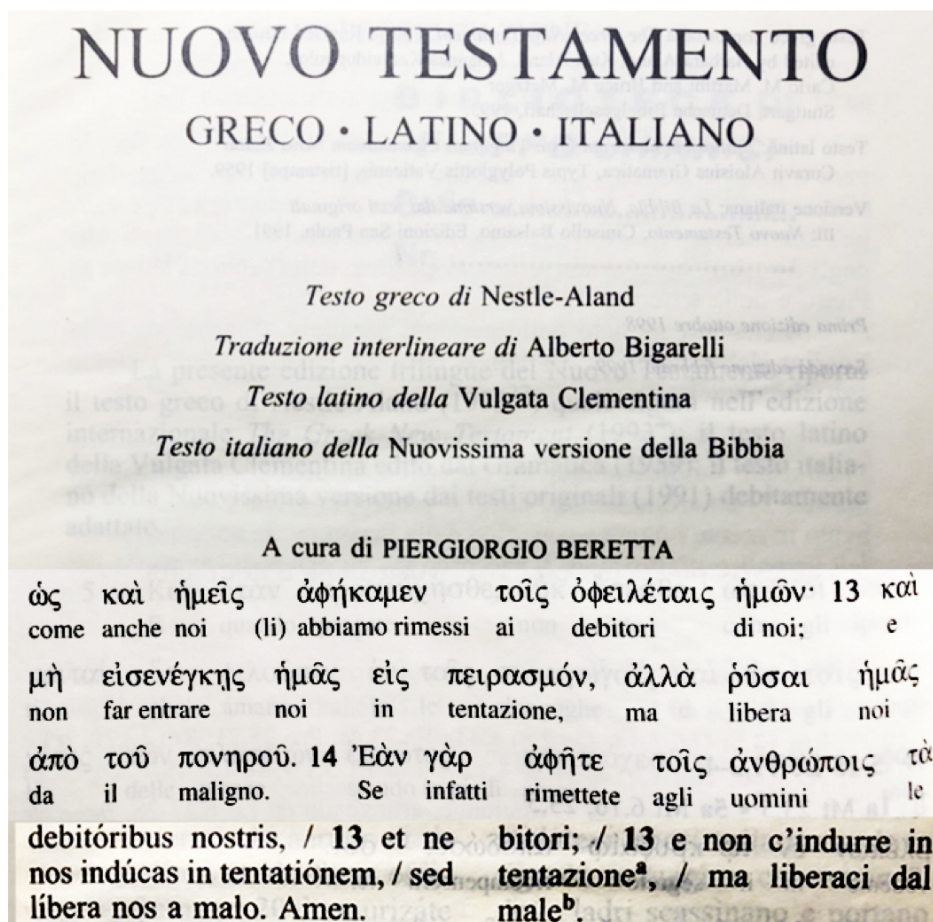 NUOVO TESTAMENTO
GRECO • LATINO • ITALIANO
Testo greco di Nestle-Aland
Traduzione interlineare di Alberto Bigarelli
Testo latino della Vulgata Clementina
Testo italiano della Nuovissima versione della Bibbia
A cura di PIERGIORGIO BERETTA
ὡς καὶ ἡμεῖς ἀφήκαμεν τοῖς ὀφειλέταις ἡμῶν 13 καὶ
come anche noi (li) abbiamo rimessi ai debitori di noi; e
μὴ εἰσενέγκῃς ἡμᾶς εἰς πειρασμόν, ἀλλὰ ῥῦσαι ἡμᾶς
non far entrare noi in tentazione, ma libera noi
ἀπὸ τοῦ πονηροῦ. 14 Ἐὰν γὰρ ἀφῆτε τοῖς ἀνθρώποις τὰ
da il maligno. Se infatti rimettete agli uomini le
debitóribus nostris, / 13 et ne
nos indúcas in tentatiónem, / sed
líbera nos a malo. Amen.
bitori; / 13 e non c'indurre in
tentazioneª, / ma liberaci dal
maleᵇ.